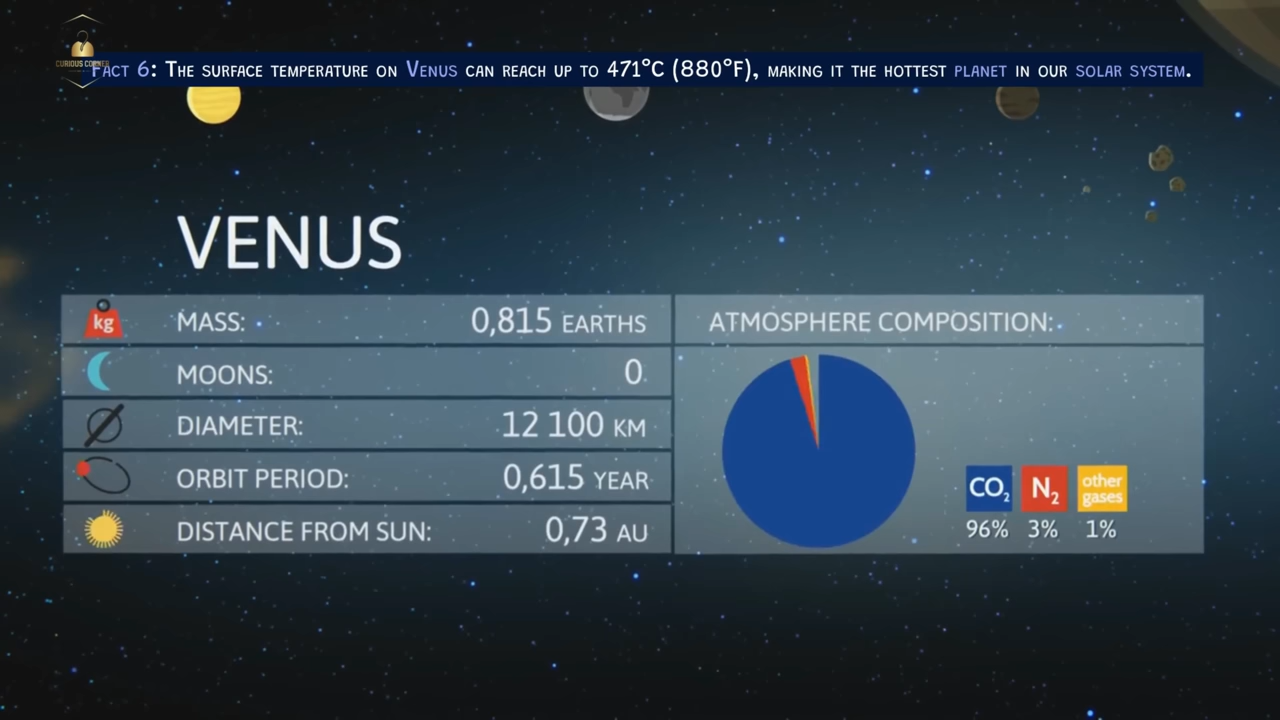 CURIOUS CORNER
Fact 6: The surface temperature on Venus can reach up to 471°C (880°F), making it the hottest planet in our solar system.
VENUS
kg MASS: 0,815 EARTHS
MOONS: 0
DIAMETER: 12 100 KM
ORBIT PERIOD: 0,615 YEAR
DISTANCE FROM SUN: 0,73 AU
ATMOSPHERE COMPOSITION:
CO₂ N₂ other gases
96% 3% 1%